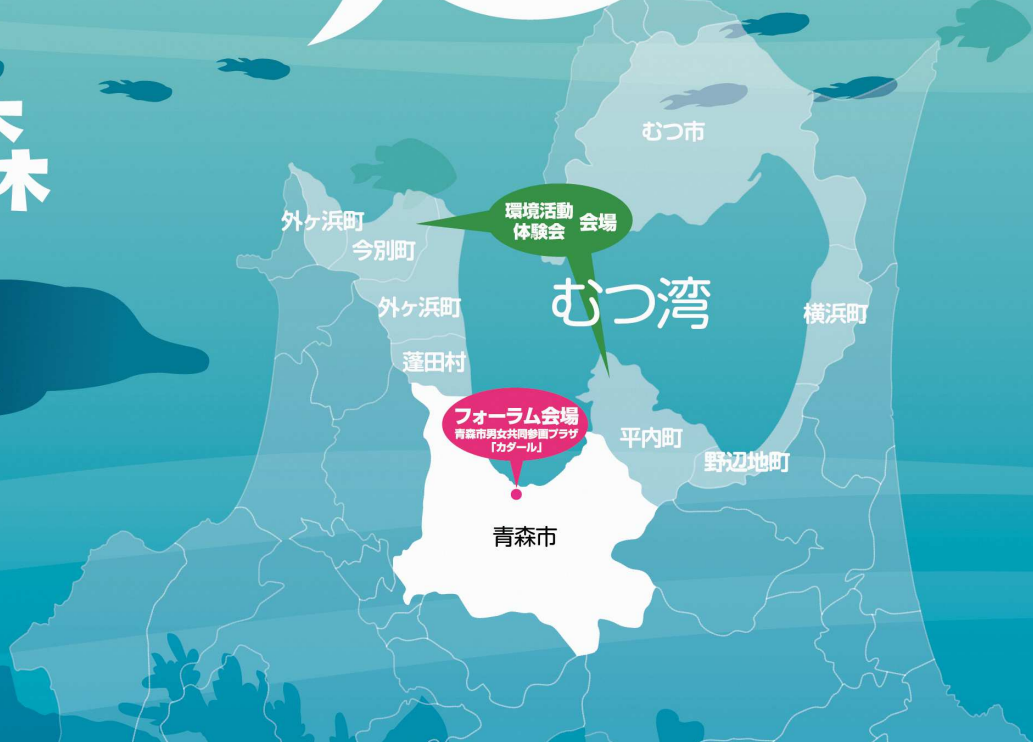 森
むつ市
外ヶ浜町
今別町
環境活動
体験会
会場
外ヶ浜町
むつ湾
横浜町
蓬田村
フォーラム会場
青森市男女共同参画プラザ
「カダール」
平内町
野辺地町
青森市